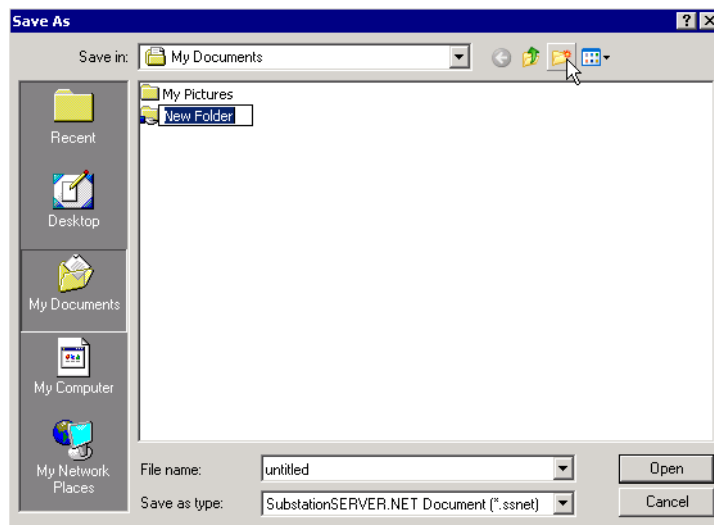 Save As
Save in:
My Documents
My Pictures
New Folder
Recent
Desktop
My Documents
My Computer
My Network
Places
File name:
untitled
Open
Save as type:
SubstationSERVER.NET Document (*.ssnet)
Cancel